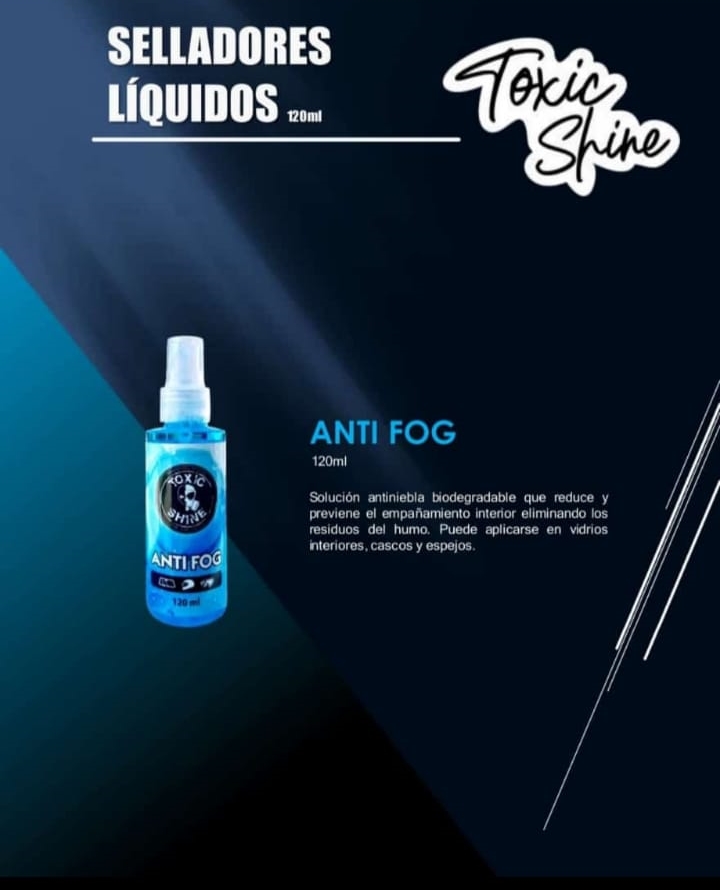 SELLADORES
LÍQUIDOS 120ml
Toxic
Shine
ANTI FOG
120ml
Solución antiniebla biodegradable que reduce y
previene el empañamiento interior eliminando los
residuos del humo. Puede aplicarse en vidrios
interiores, cascos y espejos.
TOXIC
SHINE
ANTI FOG
120 ml